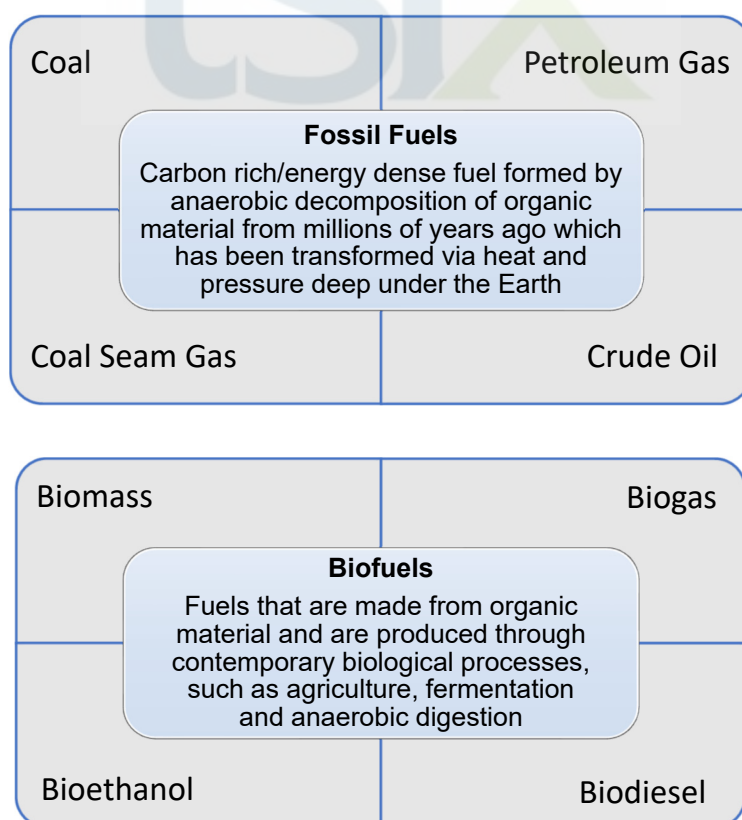 Coal
Petroleum Gas
Fossil Fuels
Carbon rich/energy dense fuel formed by
anaerobic decomposition of organic
material from millions of years ago which
has been transformed via heat and
pressure deep under the Earth
Coal Seam Gas
Crude Oil
Biomass
Biogas
Biofuels
Fuels that are made from organic
material and are produced through
contemporary biological processes,
such as agriculture, fermentation
and anaerobic digestion
Bioethanol
Biodiesel